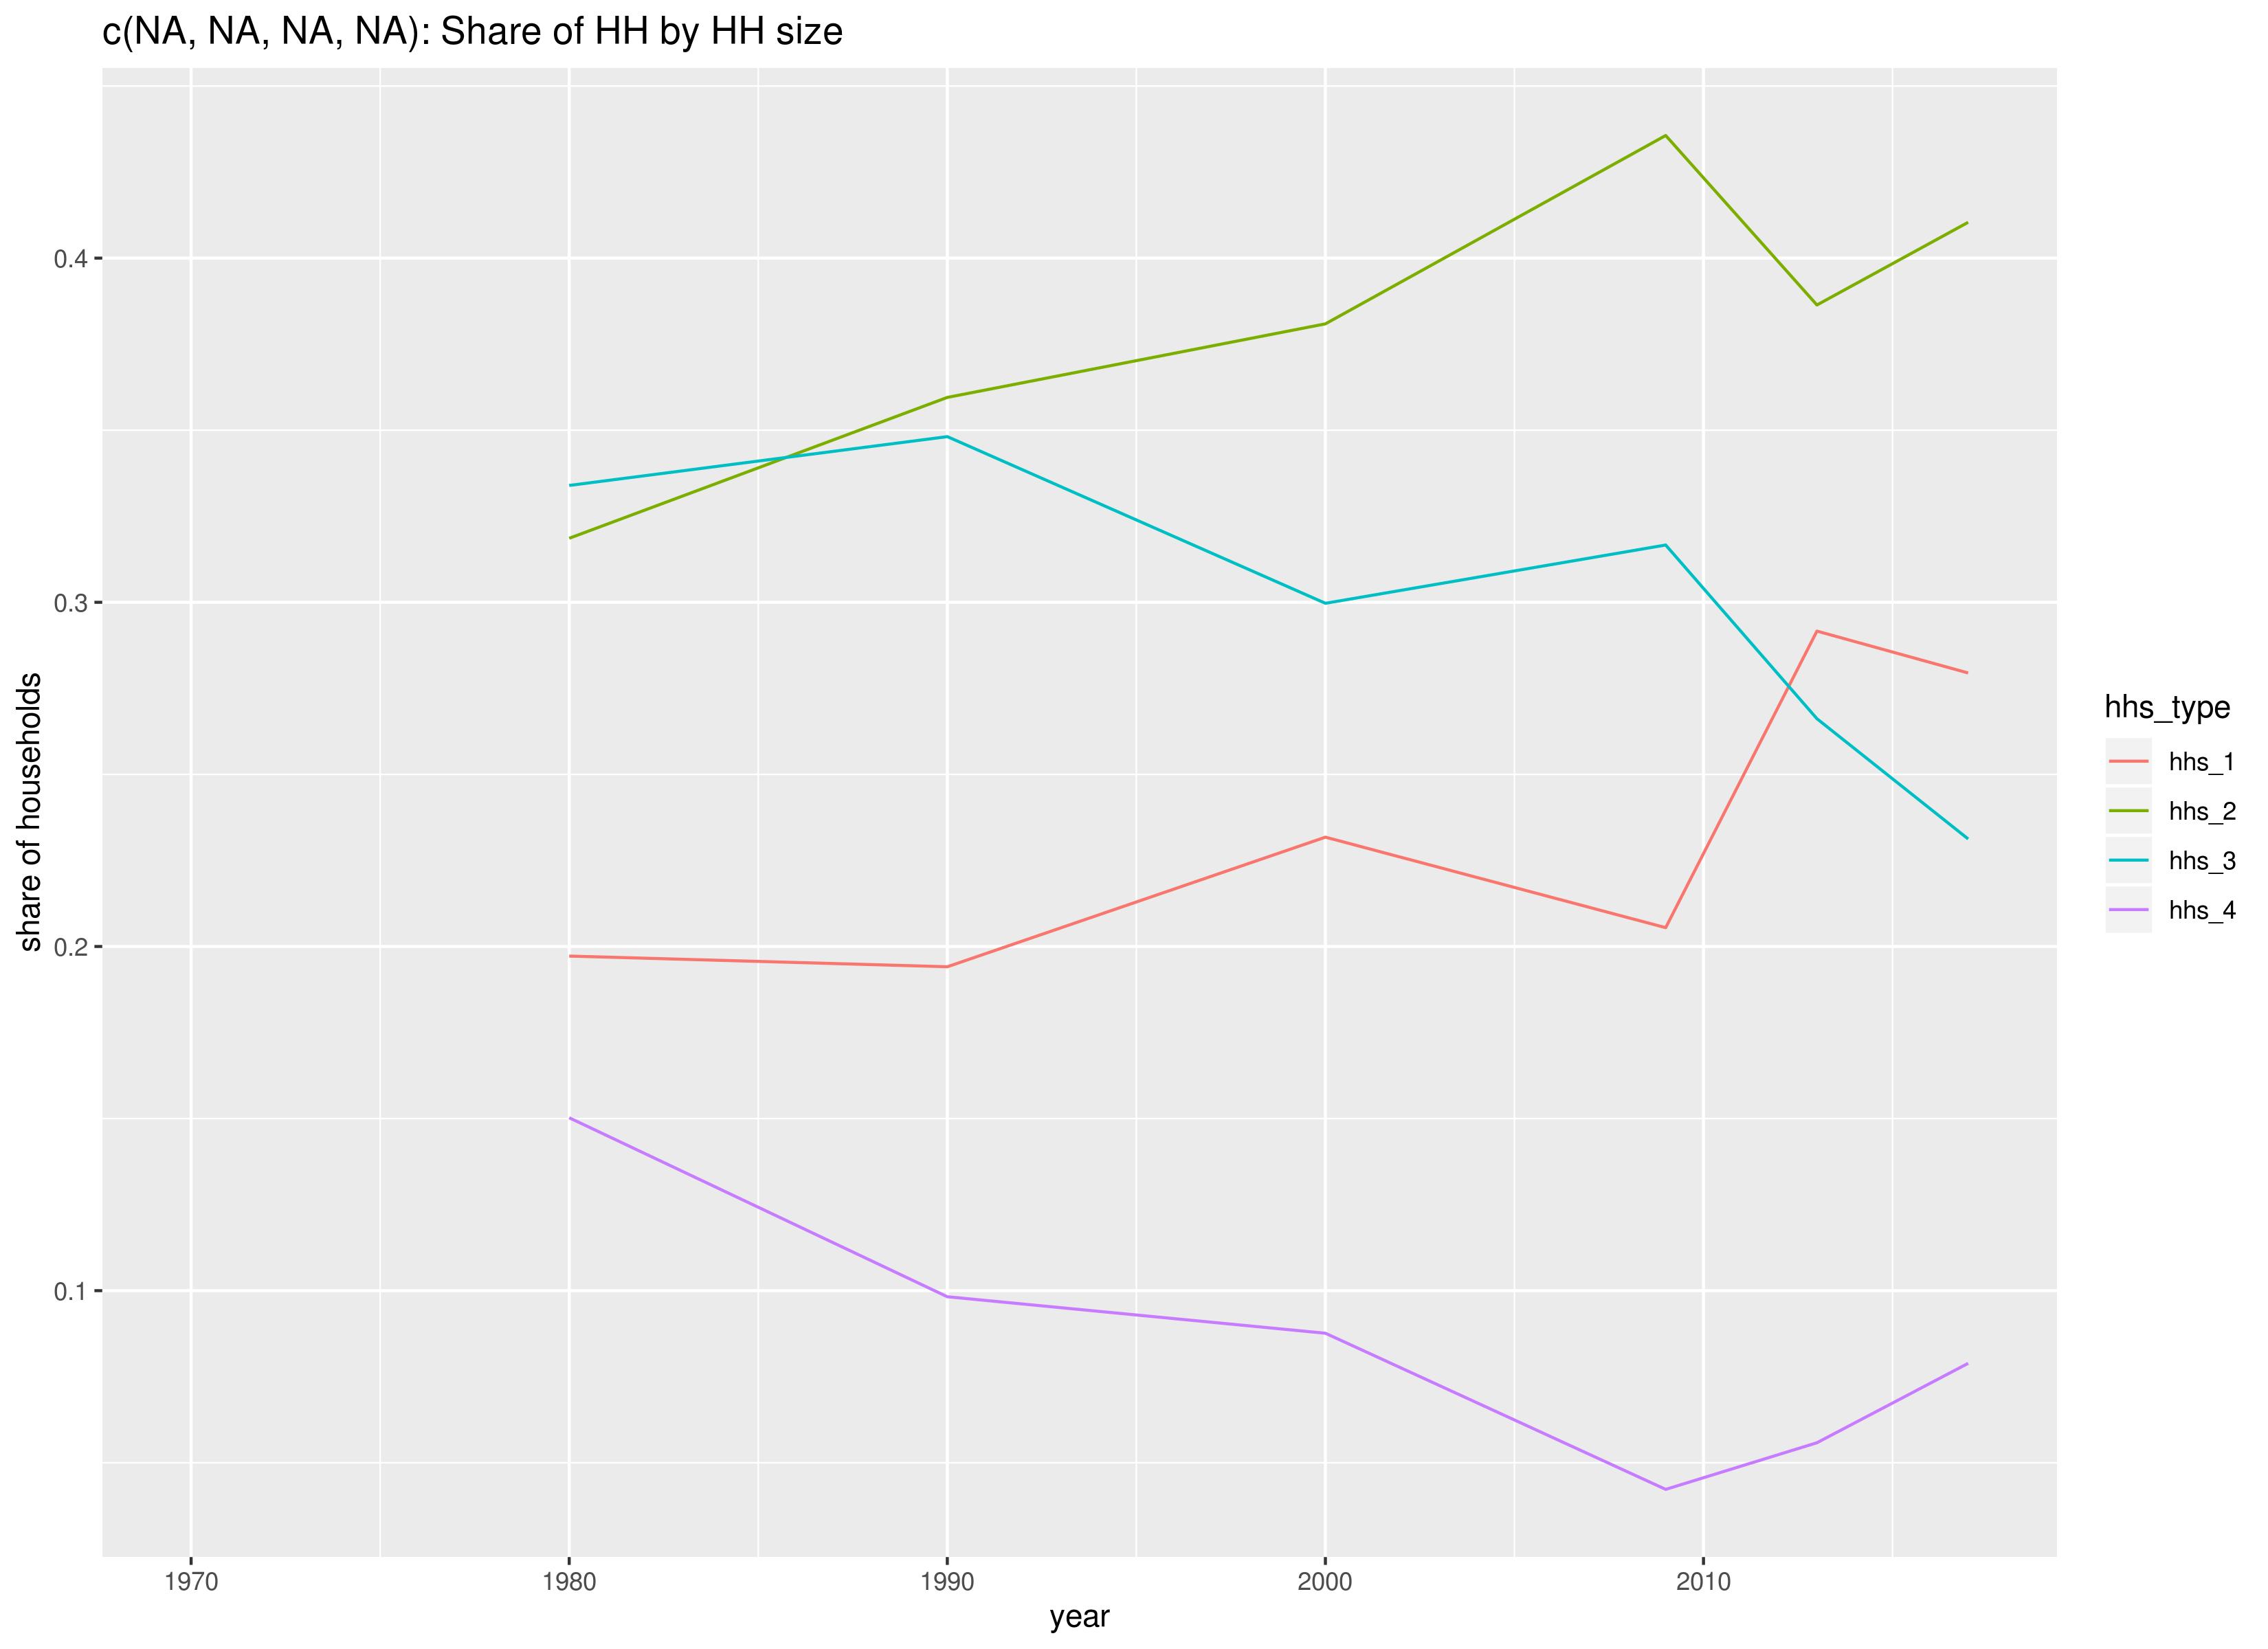 c(NA, NA, NA, NA): Share of HH by HH size
share of households
0.4
0.3
0.2
0.1
1970
1980
1990
2000
2010
year
hhs_type
hhs_1
hhs_2
hhs_3
hhs_4